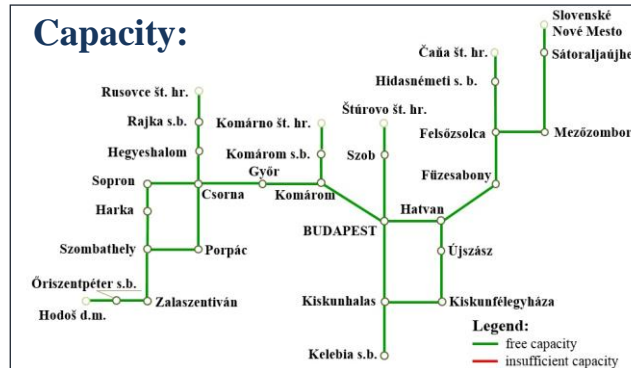 Capacity:
Slovenské
Nové Mesto
Čaňa št. hr.
Sátoraljaújhe
Hidasnémeti s. b.
Rusovce št. hr.
Štúrovo št. hr.
Rajka s.b.
Komárno št. hr.
Felsőzsolca
Mezőzombor
Hegyeshalom
Komárom s.b.
Szob
Győr
Sopron
Füzesabony
Csorna
Komárom
Harka
Hatvan
BUDAPEST
Szombathely
Porpác
Újszász
Őriszentpéter s.b.
Zalaszentiván
Hodoš d.m.
Kiskunhalas
Kiskunfélegyháza
Legend:
free capacity
insufficient capacity
Kelebia s.b.